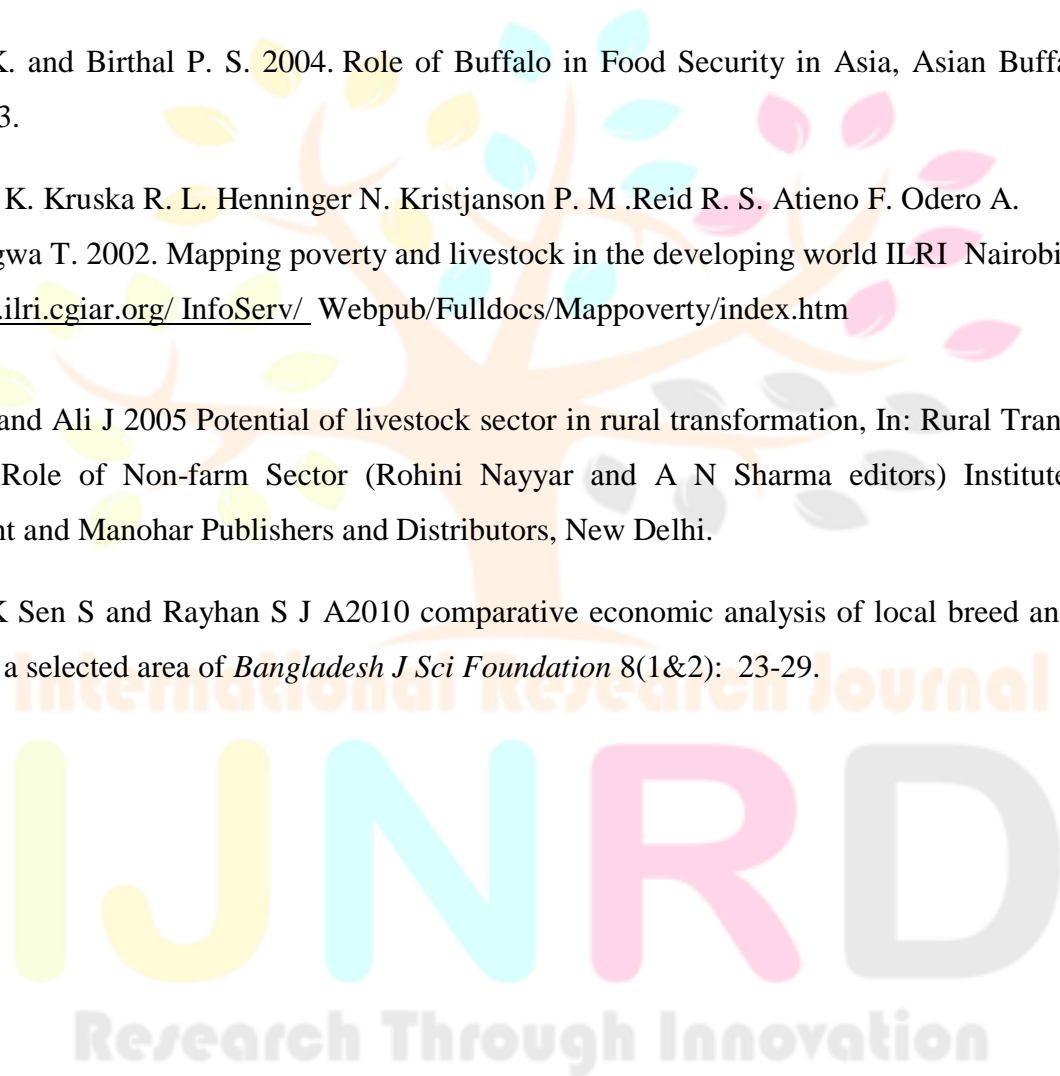 K. and Birthal P. S. 2004. Role of Buffalo in Food Security in Asia, Asian Buffa
3.
K. Kruska R. L. Henninger N. Kristjanson P. M .Reid R. S. Atieno F. Odero A.
gwa T. 2002. Mapping poverty and livestock in the developing world ILRI Nairobi
.ilri.cgiar.org/ InfoServ/ Webpub/Fulldocs/Mappoverty/index.htm
and Ali J 2005 Potential of livestock sector in rural transformation, In: Rural Tran
Role of Non-farm Sector (Rohini Nayyar and A N Sharma editors) Institute
nt and Manohar Publishers and Distributors, New Delhi.
K Sen S and Rayhan S J A2010 comparative economic analysis of local breed an
a selected area of Bangladesh J Sci Foundation 8(1&2): 23-29.
International Research Journal
IJNRD
Research Through Innovation